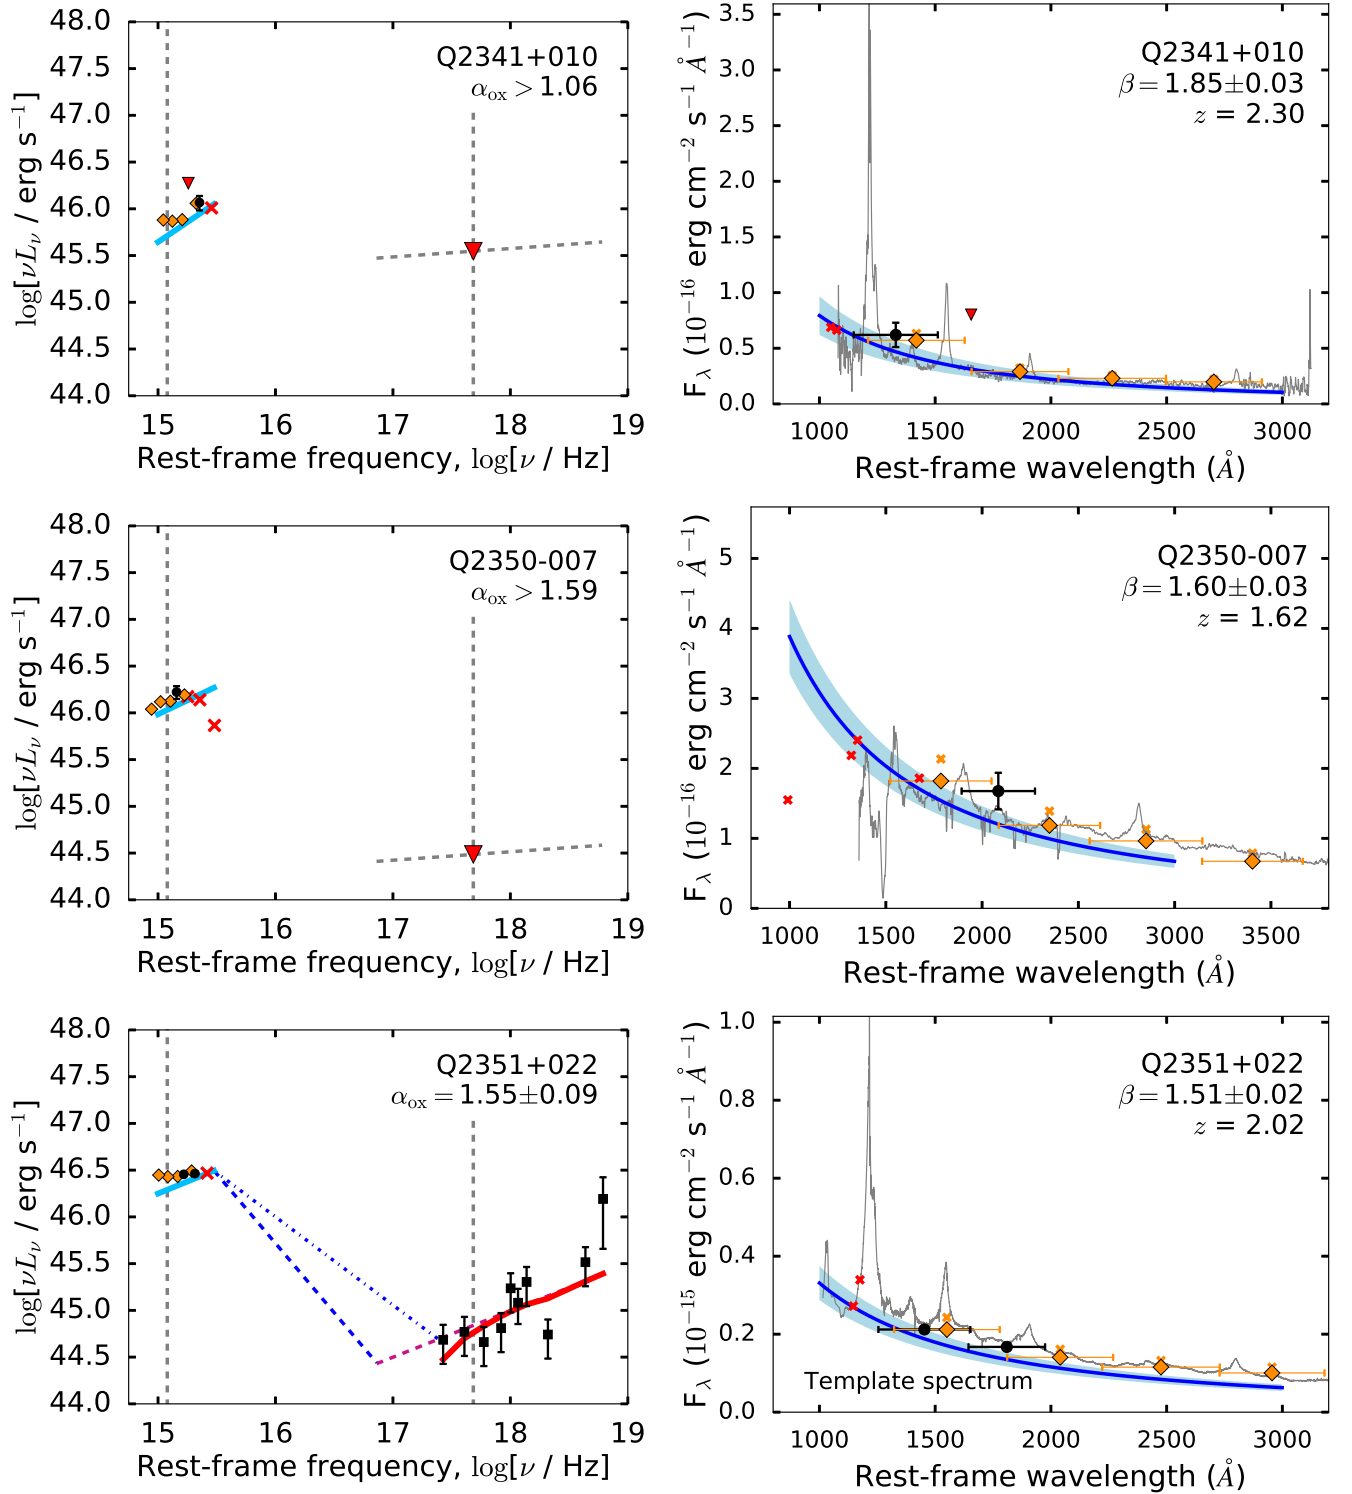 48.0
47.5
47.0
46.5
46.0
45.5
45.0
44.5
44.0
log[νLν / erg s⁻¹]
Q2341+010
αox > 1.06
15
16
17
18
19
Rest-frame frequency, log[ν / Hz]
3.5
3.0
2.5
2.0
1.5
1.0
0.5
0.0
Fλ (10⁻¹⁶ erg cm⁻² s⁻¹ Å⁻¹)
Q2341+010
β = 1.85±0.03
z = 2.30
1000
1500
2000
2500
3000
Rest-frame wavelength (Å)
48.0
47.5
47.0
46.5
46.0
45.5
45.0
44.5
44.0
log[νLν / erg s⁻¹]
Q2350-007
αox > 1.59
15
16
17
18
19
Rest-frame frequency, log[ν / Hz]
5
4
3
2
1
0
Fλ (10⁻¹⁶ erg cm⁻² s⁻¹ Å⁻¹)
Q2350-007
β = 1.60±0.03
z = 1.62
1000
1500
2000
2500
3000
3500
Rest-frame wavelength (Å)
48.0
47.5
47.0
46.5
46.0
45.5
45.0
44.5
44.0
log[νLν / erg s⁻¹]
Q2351+022
αox = 1.55±0.09
15
16
17
18
19
Rest-frame frequency, log[ν / Hz]
1.0
0.8
0.6
0.4
0.2
0.0
Fλ (10⁻¹⁵ erg cm⁻² s⁻¹ Å⁻¹)
Q2351+022
β = 1.51±0.02
z = 2.02
Template spectrum
1000
1500
2000
2500
3000
Rest-frame wavelength (Å)